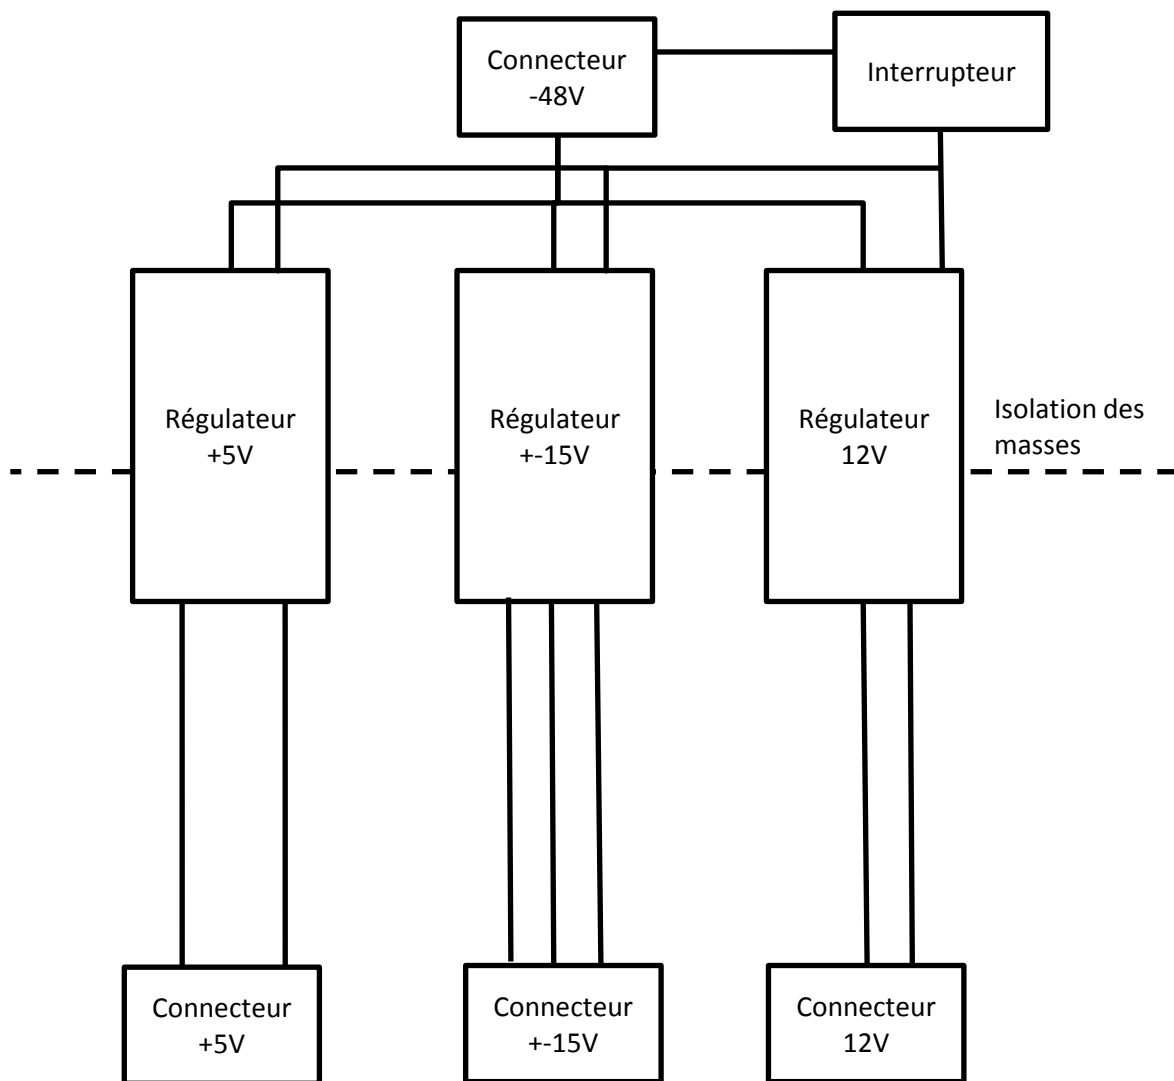 Connecteur
-48V
Interrupteur
Régulateur
+5V
Régulateur
+-15V
Régulateur
12V
Isolation des
masses
Connecteur
+5V
Connecteur
+-15V
Connecteur
12V